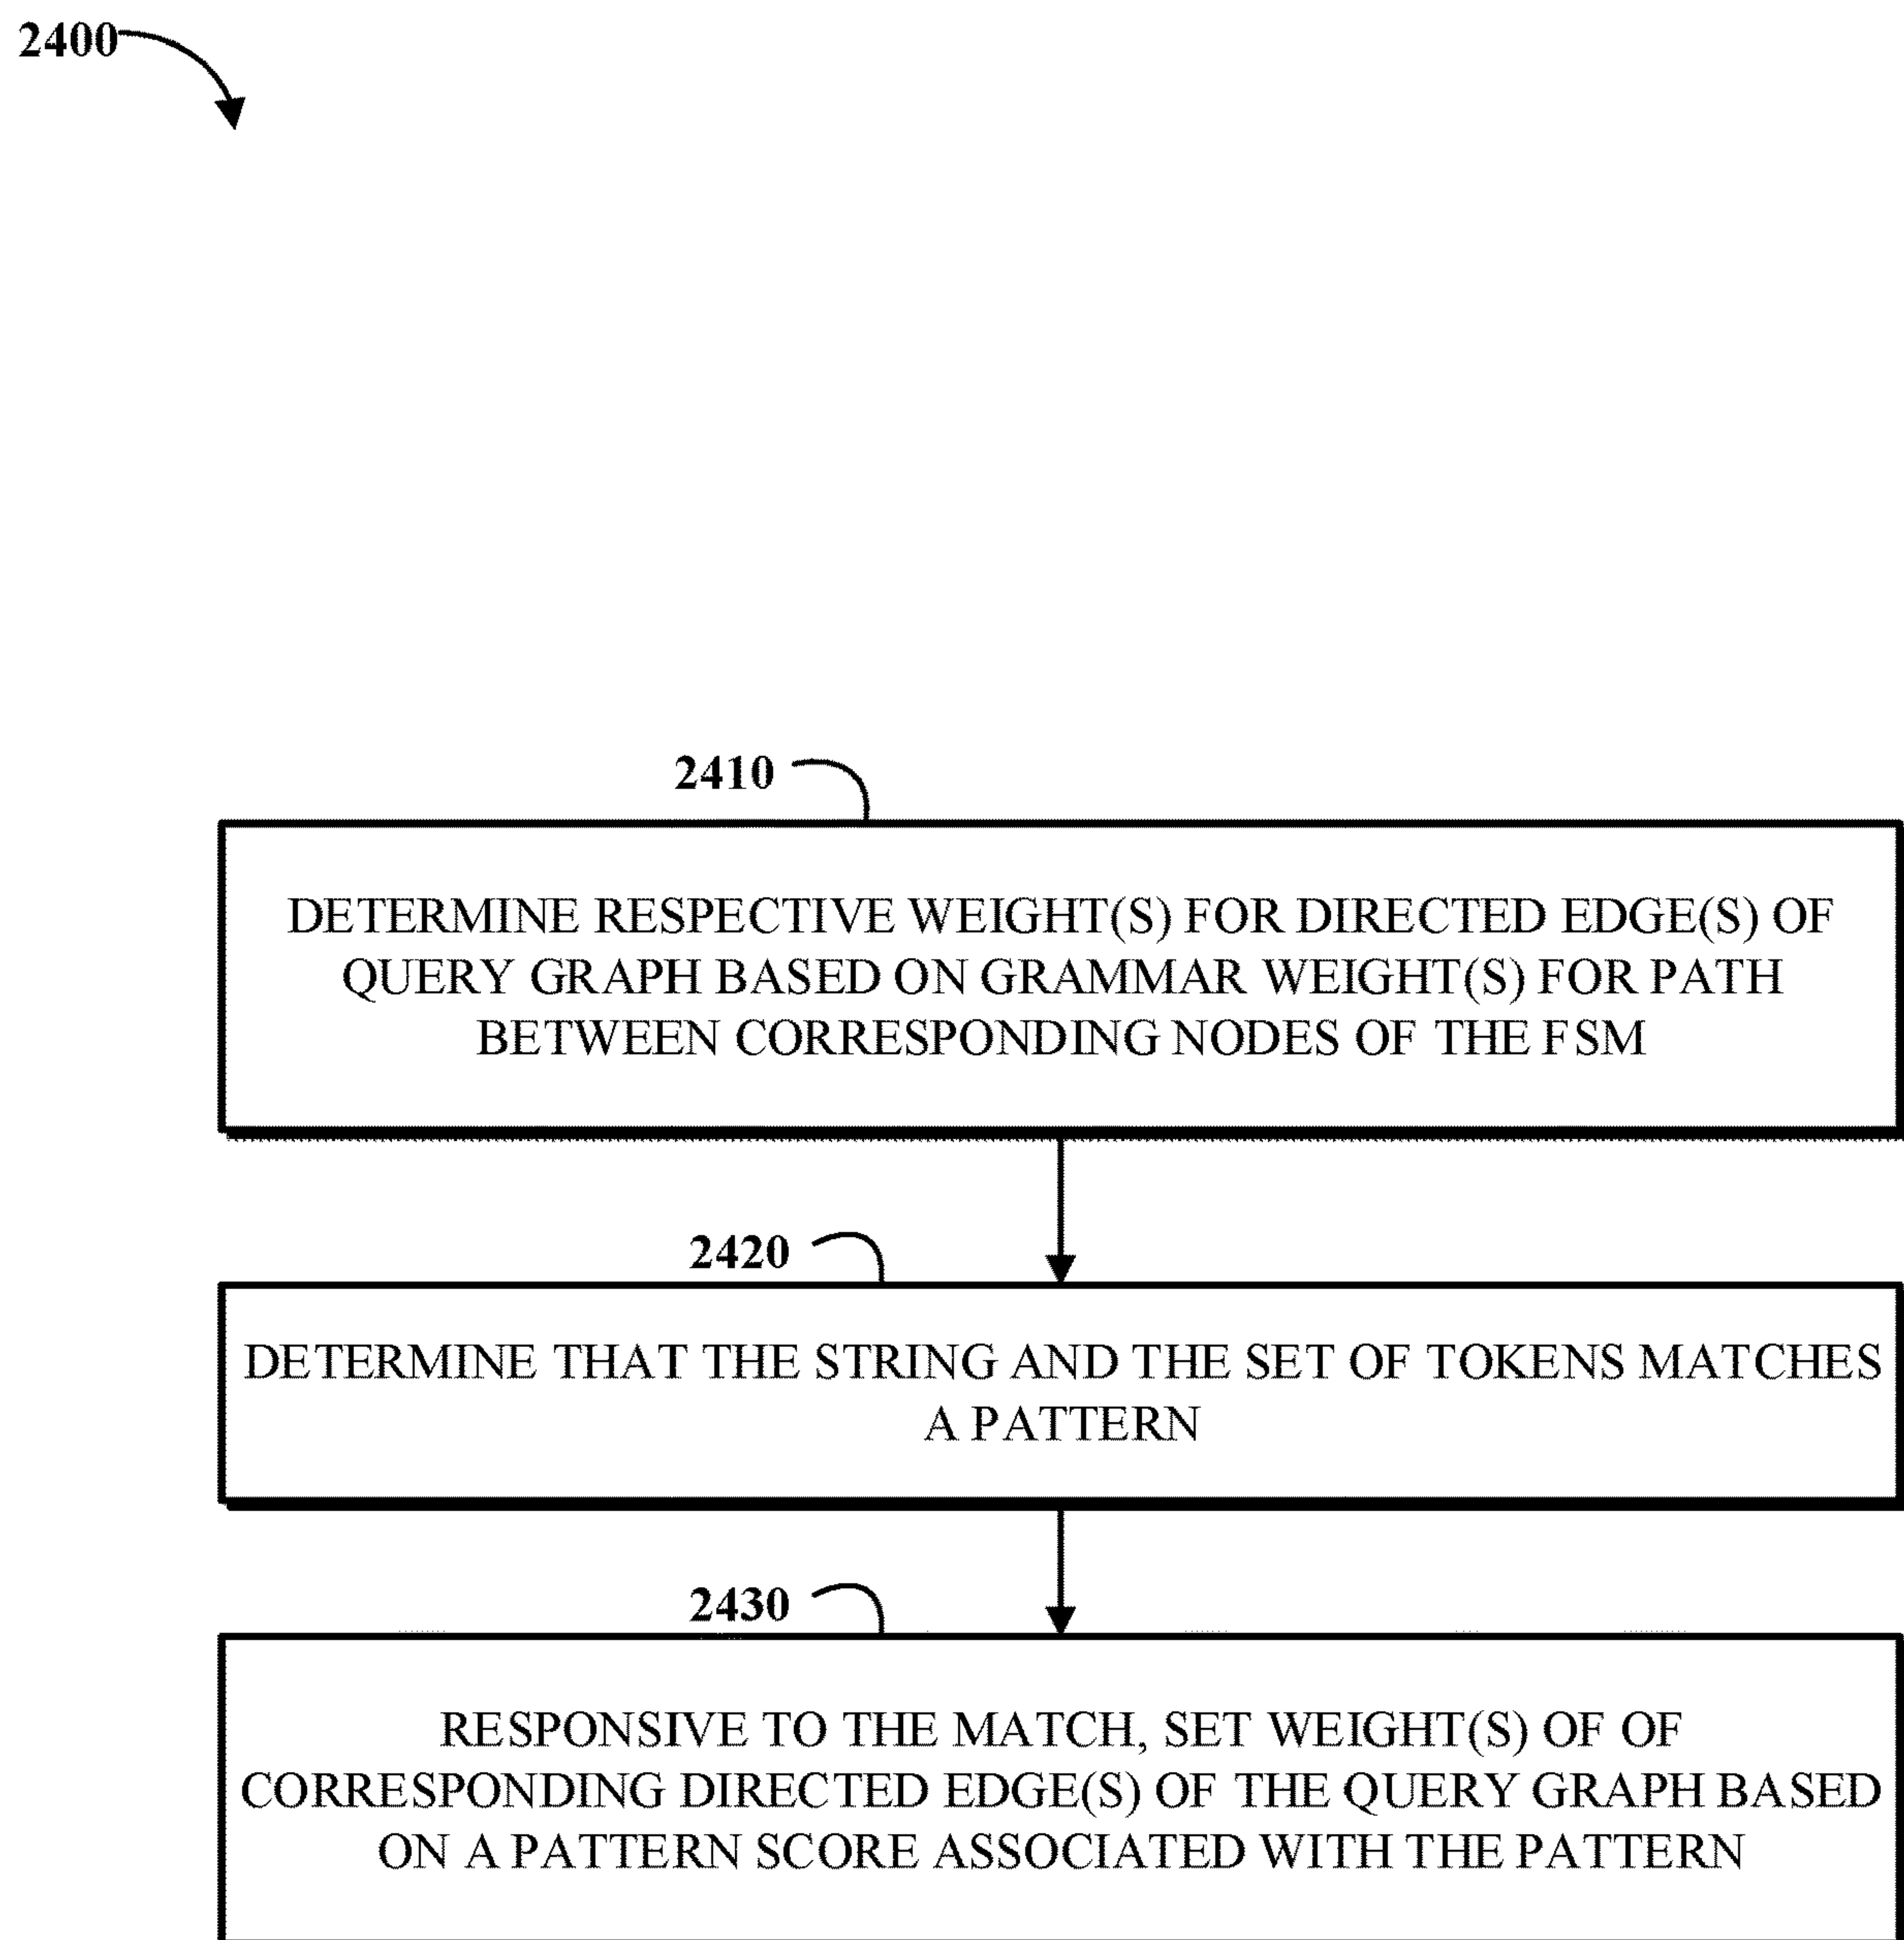 2400
2410
DETERMINE RESPECTIVE WEIGHT(S) FOR DIRECTED EDGE(S) OF
QUERY GRAPH BASED ON GRAMMAR WEIGHT(S) FOR PATH
BETWEEN CORRESPONDING NODES OF THE FSM
2420
DETERMINE THAT THE STRING AND THE SET OF TOKENS MATCHES
A PATTERN
2430
RESPONSIVE TO THE MATCH, SET WEIGHT(S) OF OF
CORRESPONDING DIRECTED EDGE(S) OF THE QUERY GRAPH BASED
ON A PATTERN SCORE ASSOCIATED WITH THE PATTERN